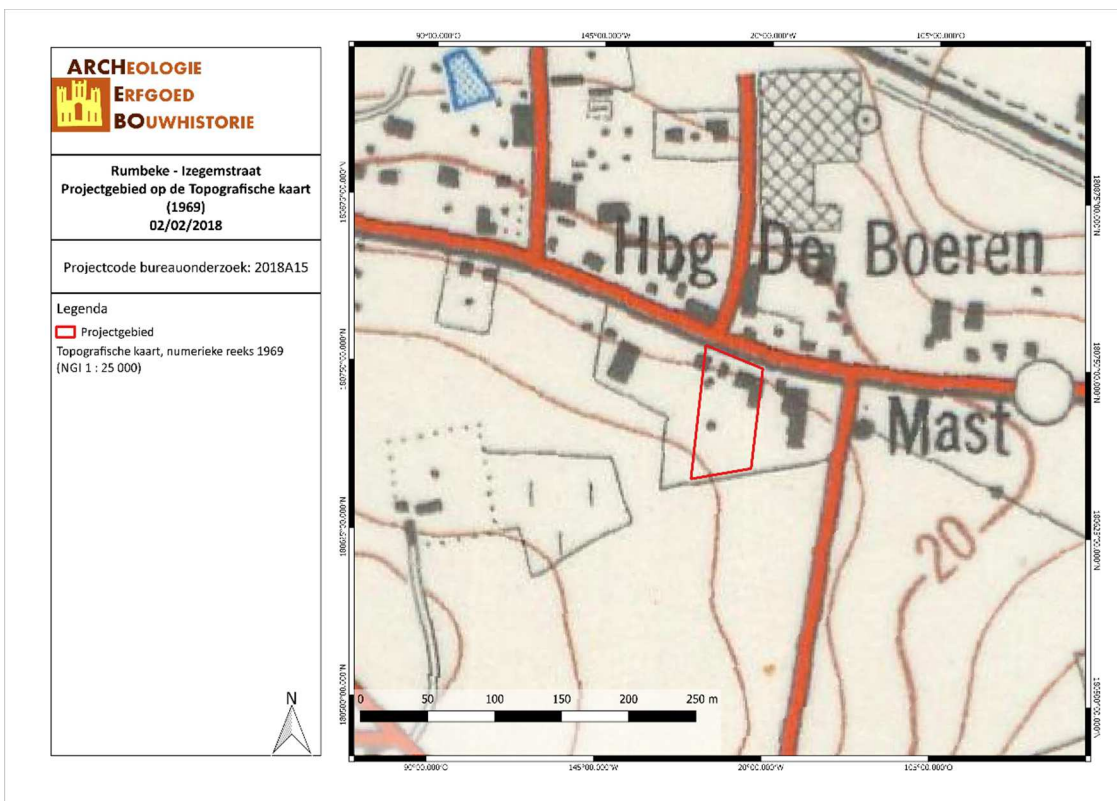 ARCHEOLOGIE
ERFGOED
BOUWHISTORIE
Rumbeke - Izegemstraat
Projectgebied op de Topografische kaart
(1969)
02/02/2018
Projectcode bureauonderzoek: 2018A15
Legenda
Projectgebied
Topografische kaart, numerieke reeks 1969
(NGI 1 : 25 000)
N
Hbg De Boeren
Mast
20
0 50 100 150 200 250 m